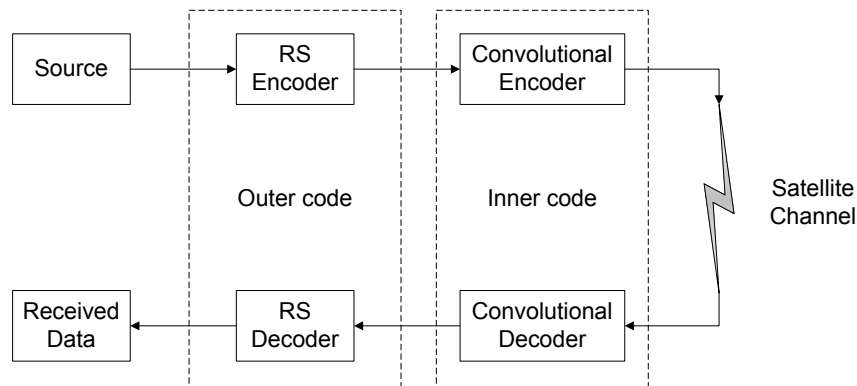 Source
RS
Encoder
Convolutional
Encoder
Outer code
Inner code
Satellite
Channel
Received
Data
RS
Decoder
Convolutional
Decoder